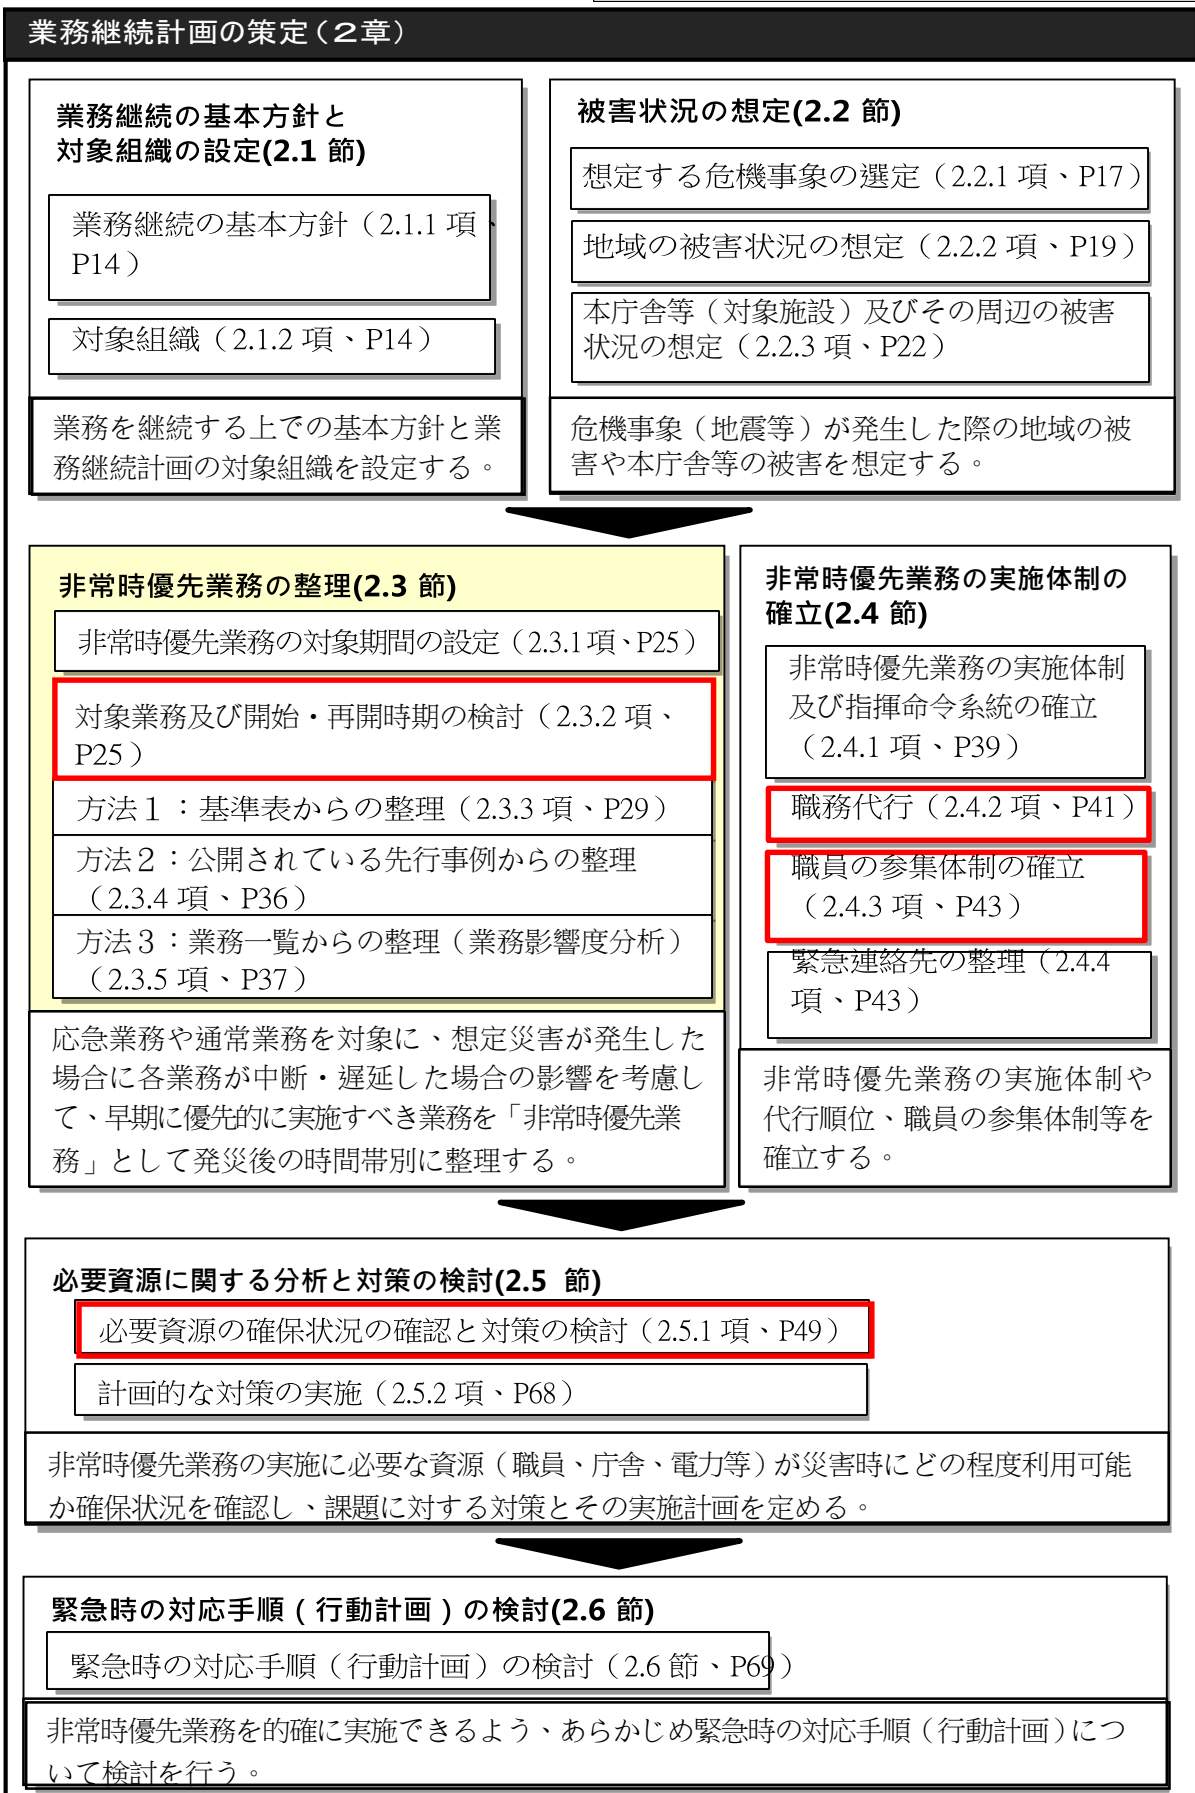 業務継続計画の策定（２章）
業務継続の基本方針と
対象組織の設定(2.1 節)
業務継続の基本方針（2.1.1 項、
P14）
対象組織（2.1.2 項、P14）
業務を継続する上での基本方針と業
務継続計画の対象組織を設定する。
被害状況の想定(2.2 節)
想定する危機事象の選定（2.2.1 項、P17）
地域の被害状況の想定（2.2.2 項、P19）
本庁舎等（対象施設）及びその周辺の被害
状況の想定（2.2.3 項、P22）
危機事象（地震等）が発生した際の地域の被
害や本庁舎等の被害を想定する。
非常時優先業務の整理(2.3 節)
非常時優先業務の対象期間の設定（2.3.1 項、P25）
対象業務及び開始・再開時期の検討（2.3.2 項、
P25）
方法１：基準表からの整理（2.3.3 項、P29）
方法２：公開されている先行事例からの整理
（2.3.4 項、P36）
方法３：業務一覧からの整理（業務影響度分析）
（2.3.5 項、P37）
応急業務や通常業務を対象に、想定災害が発生した
場合に各業務が中断・遅延した場合の影響を考慮し
て、早期に優先的に実施すべき業務を「非常時優先業
務」として発災後の時間帯別に整理する。
非常時優先業務の実施体制の
確立(2.4 節)
非常時優先業務の実施体制
及び指揮命令系統の確立
（2.4.1 項、P39）
職務代行（2.4.2 項、P41）
職員の参集体制の確立
（2.4.3 項、P43）
緊急連絡先の整理（2.4.4
項、P43）
非常時優先業務の実施体制や
代行順位、職員の参集体制等を
確立する。
必要資源に関する分析と対策の検討(2.5 節)
必要資源の確保状況の確認と対策の検討（2.5.1 項、P49）
計画的な対策の実施（2.5.2 項、P68）
非常時優先業務の実施に必要な資源（職員、庁舎、電力等）が災害時にどの程度利用可能
か確保状況を確認し、課題に対する対策とその実施計画を定める。
緊急時の対応手順（行動計画）の検討(2.6 節)
緊急時の対応手順（行動計画）の検討（2.6 節、P69）
非常時優先業務を的確に実施できるよう、あらかじめ緊急時の対応手順（行動計画）につ
いて検討を行う。